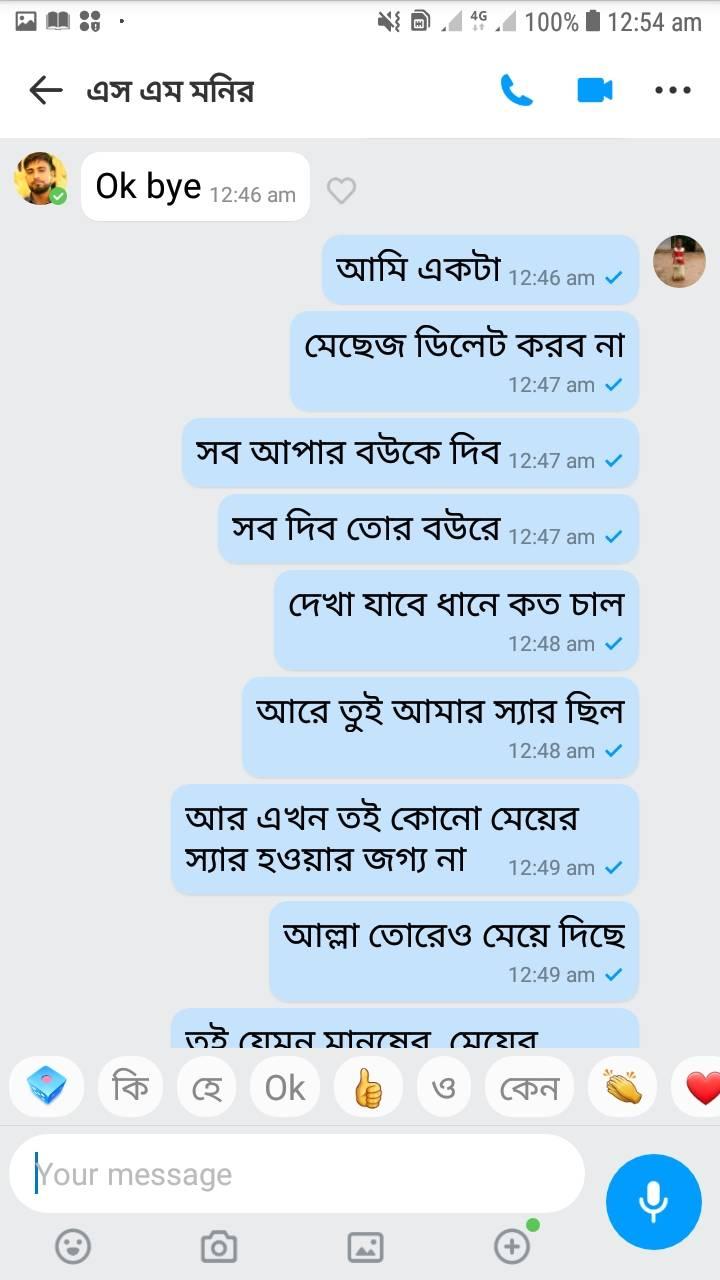 4G 100% 12:54 am
এস এম মনির
Ok bye 12:46 am
আমি একটা 12:46 am
মেছেজ ডিলেট করব না
12:47 am
সব আপার বউকে দিব 12:47 am
সব দিব তোর বউরে 12:47 am
দেখা যাবে ধানে কত চাল
12:48 am
আরে তুই আমার স্যার ছিল
12:48 am
আর এখন তই কোনো মেয়ের
স্যার হওয়ার জগ্য না 12:49 am
আল্লা তোরেও মেয়ে দিছে
12:49 am
তই যেমন মানষের মেয়ের
কি হে Ok ও কেন
Your message